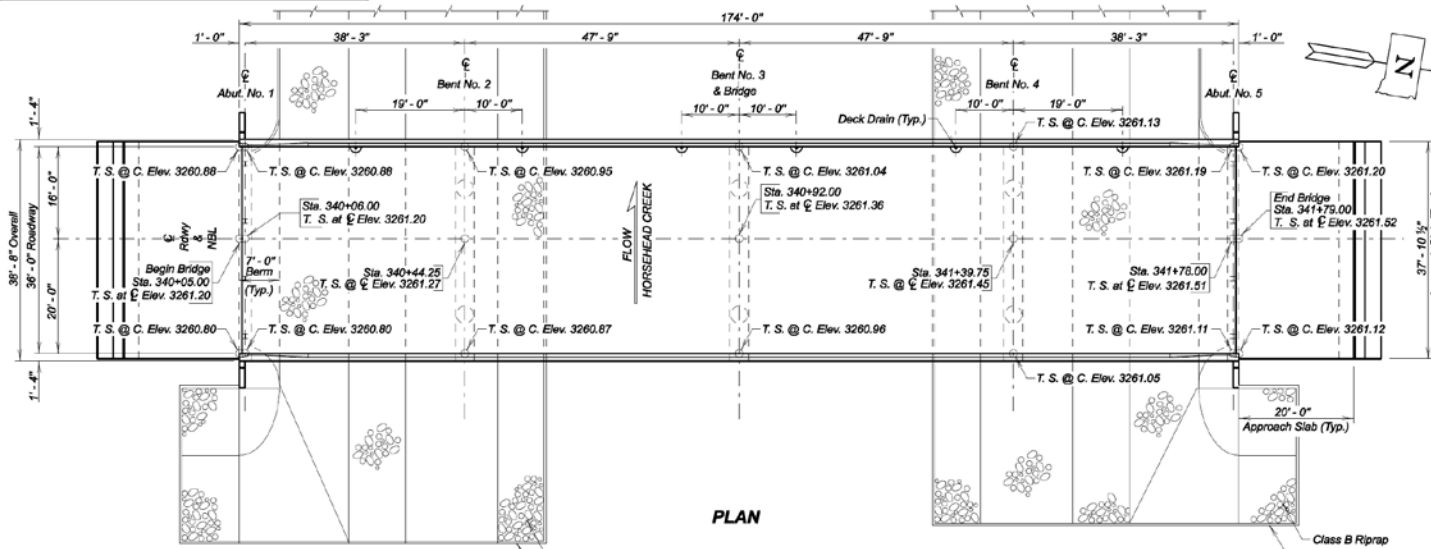 174' - 0"
1' - 0"
38' - 3"
47' - 9"
47' - 9"
38' - 3"
1' - 0"
N
℄
Abut. No. 1
℄
Bent No. 2
℄
Bent No. 3
& Bridge
℄
Bent No. 4
℄
Abut. No. 5
1' - 4"
19' - 0"
10' - 0"
10' - 0"
10' - 0"
10' - 0"
19' - 0"
Deck Drain (Typ.)
T. S. @ C. Elev. 3261.13
T. S. @ C. Elev. 3260.88
T. S. @ C. Elev. 3260.88
T. S. @ C. Elev. 3260.95
T. S. @ C. Elev. 3261.04
T. S. @ C. Elev. 3261.19
T. S. @ C. Elev. 3261.20
38' - 8" Overall
36' - 0" Roadway
16' - 0"
20' - 0"
Sta. 340+06.00
T. S. at ℄ Elev. 3261.20
℄
Rdwy
&
NBL
Sta. 340+92.00
T. S. at ℄ Elev. 3261.36
End Bridge
Sta. 341+79.00
T. S. at ℄ Elev. 3261.52
FLOW
HORSEHEAD CREEK
37' - 10 ½"
Begin Bridge
Sta. 340+05.00
T. S. at ℄ Elev. 3261.20
7' - 0"
Berm
(Typ.)
Sta. 340+44.25
T. S. @ ℄ Elev. 3261.27
Sta. 341+39.75
T. S. @ ℄ Elev. 3261.45
Sta. 341+78.00
T. S. at ℄ Elev. 3261.51
T. S. @ C. Elev. 3260.80
T. S. @ C. Elev. 3260.80
T. S. @ C. Elev. 3260.87
T. S. @ C. Elev. 3260.96
T. S. @ C. Elev. 3261.11
T. S. @ C. Elev. 3261.12
T. S. @ C. Elev. 3261.05
1' - 4"
20' - 0"
Approach Slab (Typ.)
PLAN
Class B Riprap